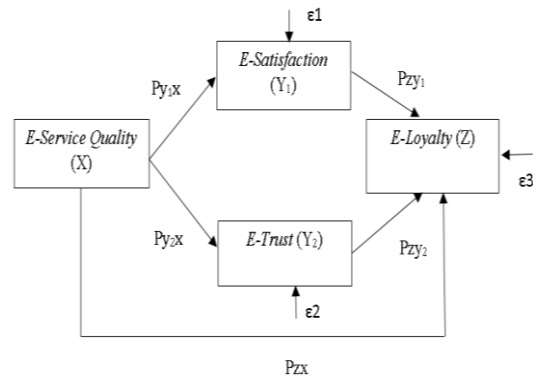 ε1
E-Satisfaction
(Y₁)
Py₁x
Pzy₁
E-Service Quality
(X)
E-Loyalty (Z)
ε3
Py₂x
E-Trust (Y₂)
Pzy₂
ε2
Pzx